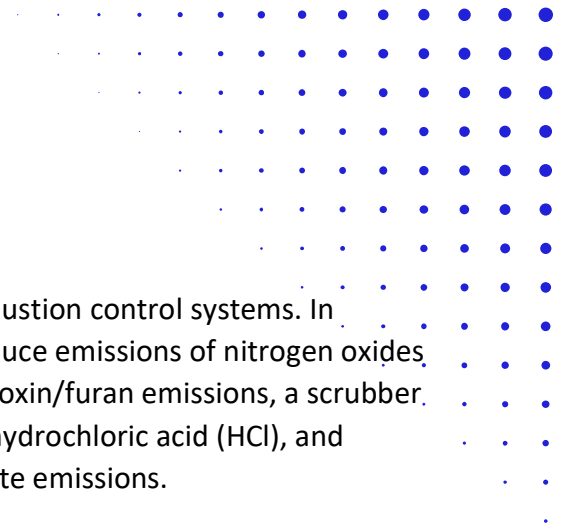 ustion control systems. In
uce emissions of nitrogen oxides
oxin/furan emissions, a scrubber
hydrochloric acid (HCl), and
te emissions.